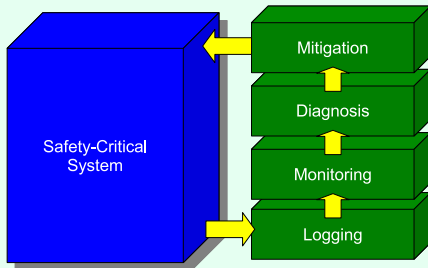 Safety-Critical
System
Mitigation
Diagnosis
Monitoring
Logging